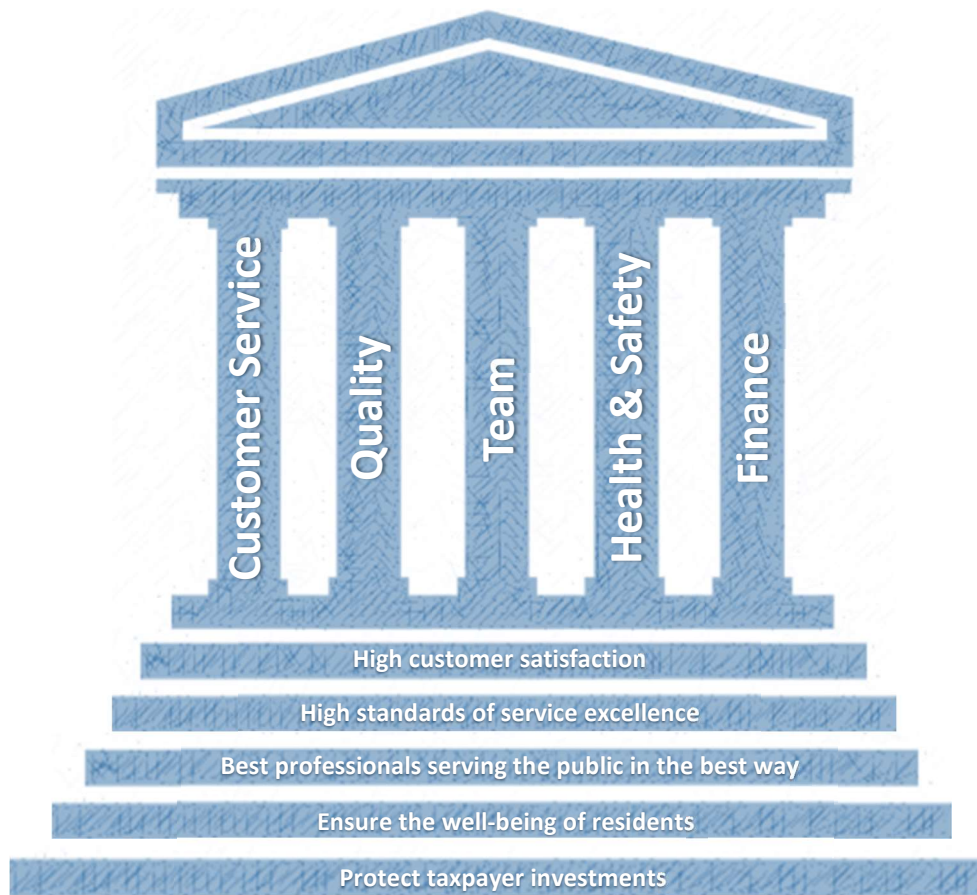 Customer Service
Quality
Team
Health & Safety
Finance
High customer satisfaction
High standards of service excellence
Best professionals serving the public in the best way
Ensure the well-being of residents
Protect taxpayer investments